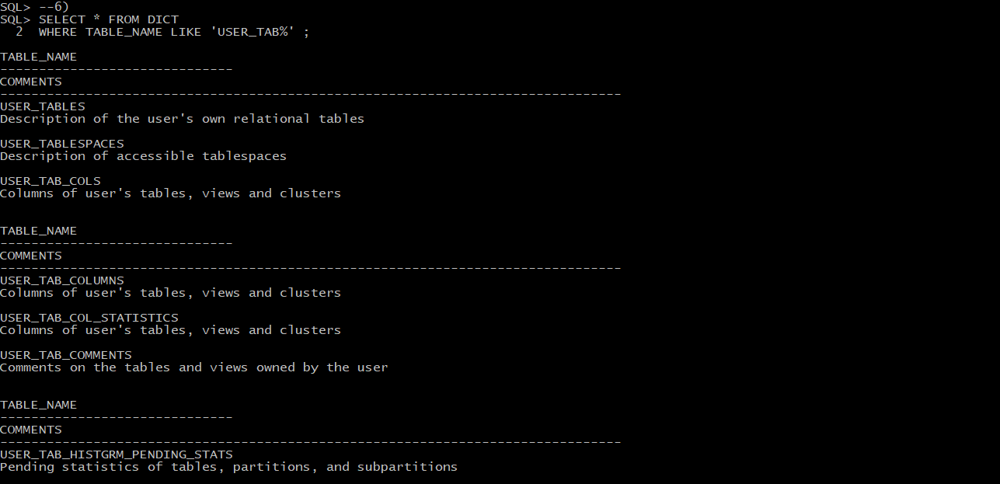 SQL> --6)
SQL> SELECT * FROM DICT
  2  WHERE TABLE_NAME LIKE 'USER_TAB%' ;
TABLE_NAME
------------------------------
COMMENTS
--------------------------------------------------------------------------------
USER_TABLES
Description of the user's own relational tables
USER_TABLESPACES
Description of accessible tablespaces
USER_TAB_COLS
Columns of user's tables, views and clusters
TABLE_NAME
------------------------------
COMMENTS
--------------------------------------------------------------------------------
USER_TAB_COLUMNS
Columns of user's tables, views and clusters
USER_TAB_COL_STATISTICS
Columns of user's tables, views and clusters
USER_TAB_COMMENTS
Comments on the tables and views owned by the user
TABLE_NAME
------------------------------
COMMENTS
--------------------------------------------------------------------------------
USER_TAB_HISTGRM_PENDING_STATS
Pending statistics of tables, partitions, and subpartitions